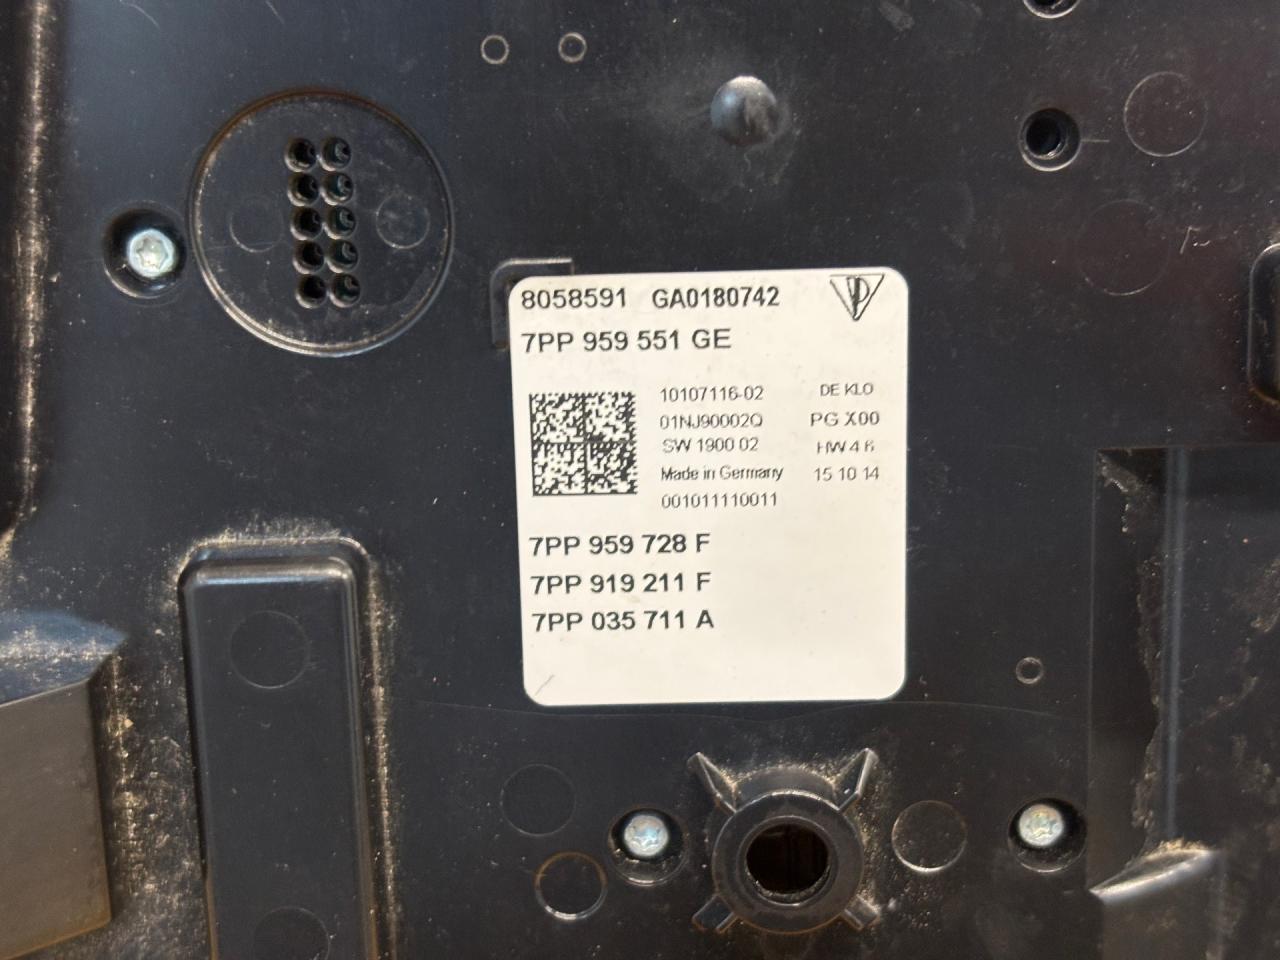 8058591 GA0180742
7PP 959 551 GE
10107116-02 DE KLO
01NJ90002Q PG X00
SW 1900 02 HW 4 6
Made in Germany 15 10 14
001011110011
7PP 959 728 F
7PP 919 211 F
7PP 035 711 A